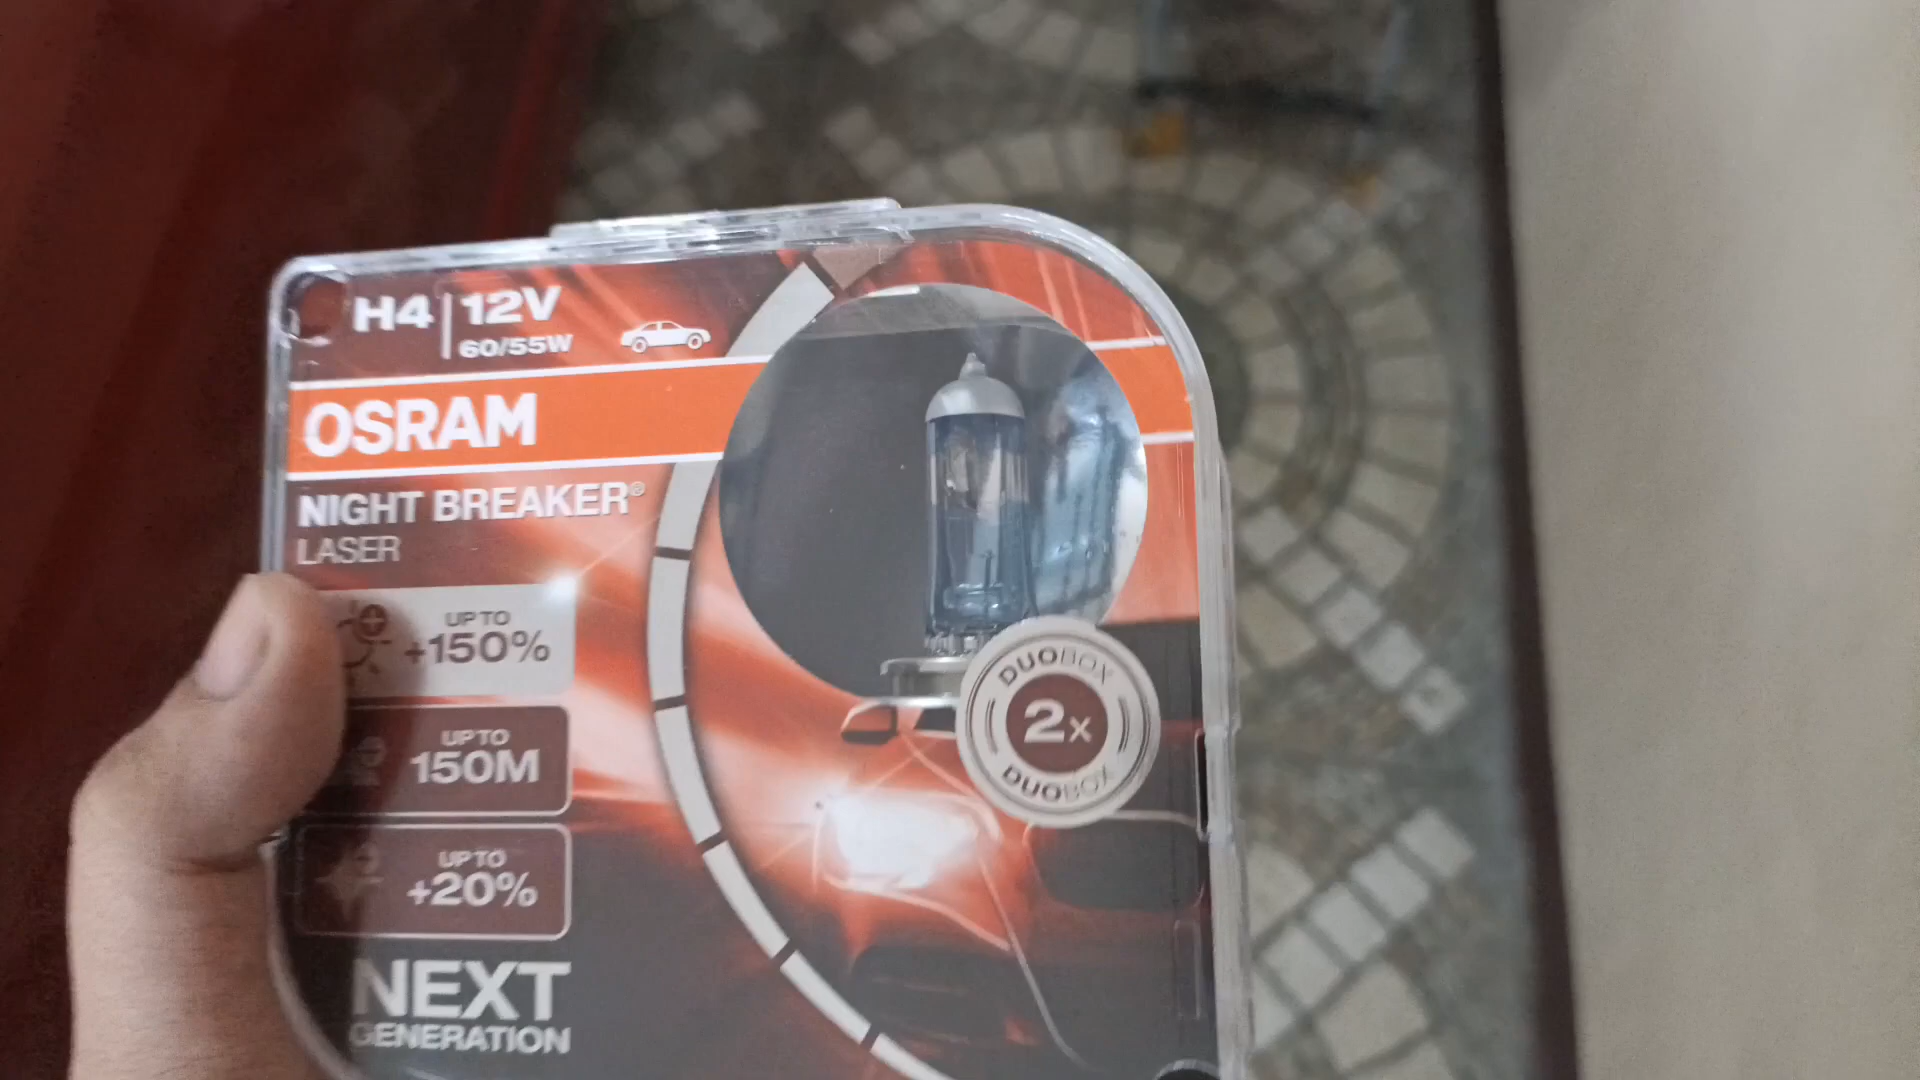 H4 12V
60/55W
OSRAM
NIGHT BREAKER®
LASER
UP TO
+150%
UP TO
150M
UP TO
+20%
NEXT
GENERATION
DUOBOX
2x
DUOBOX